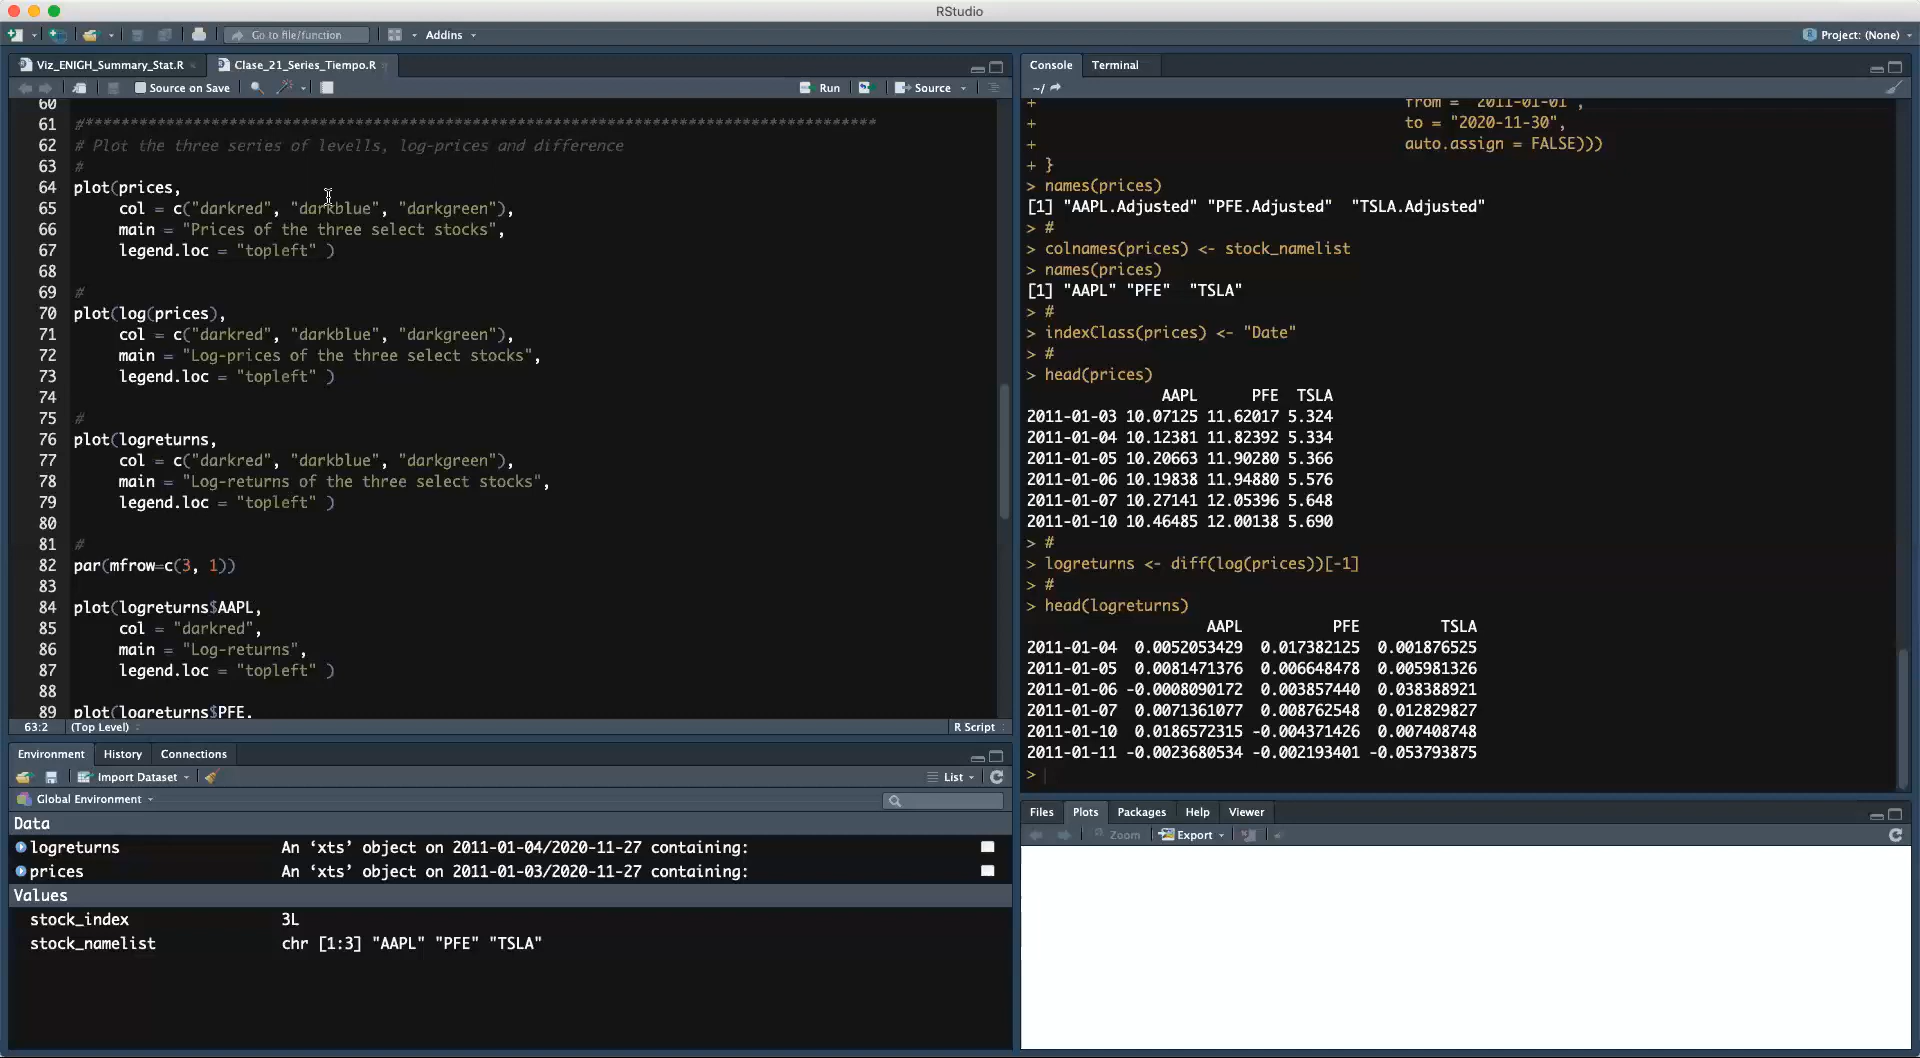 RStudio
Go to file/function
Addins
Project: (None)
Viz_ENIGH_Summary_Stat.R
Clase_21_Series_Tiempo.R
Source on Save
Run
Source
60
61 #****************************************************************************************
62 # Plot the three series of levells, log-prices and difference
63 #
64 plot(prices,
65 col = c("darkred", "darkblue", "darkgreen"),
66 main = "Prices of the three select stocks",
67 legend.loc = "topleft" )
68
69 #
70 plot(log(prices),
71 col = c("darkred", "darkblue", "darkgreen"),
72 main = "Log-prices of the three select stocks",
73 legend.loc = "topleft" )
74
75 #
76 plot(logreturns,
77 col = c("darkred", "darkblue", "darkgreen"),
78 main = "Log-returns of the three select stocks",
79 legend.loc = "topleft" )
80
81 #
82 par(mfrow=c(3, 1))
83
84 plot(logreturns$AAPL,
85 col = "darkred",
86 main = "Log-returns",
87 legend.loc = "topleft" )
88
89 plot(logreturns$PFE,
63:2 (Top Level) R Script
Console Terminal
~/
+ from = "2011-01-01",
+ to = "2020-11-30",
+ auto.assign = FALSE)))
+ }
> names(prices)
[1] "AAPL.Adjusted" "PFE.Adjusted" "TSLA.Adjusted"
> #
> colnames(prices) <- stock_namelist
> names(prices)
[1] "AAPL" "PFE" "TSLA"
> #
> indexClass(prices) <- "Date"
> #
> head(prices)
AAPL PFE TSLA
2011-01-03 10.07125 11.62017 5.324
2011-01-04 10.12381 11.82392 5.334
2011-01-05 10.20663 11.90280 5.366
2011-01-06 10.19838 11.94880 5.576
2011-01-07 10.27141 12.05396 5.648
2011-01-10 10.46485 12.00138 5.690
> #
> logreturns <- diff(log(prices))[-1]
> #
> head(logreturns)
AAPL PFE TSLA
2011-01-04 0.0052053429 0.017382125 0.001876525
2011-01-05 0.0081471376 0.006648478 0.005981326
2011-01-06 -0.0008090172 0.003857440 0.038388921
2011-01-07 0.0071361077 0.008762548 0.012829827
2011-01-10 0.0186572315 -0.004371426 0.007408748
2011-01-11 -0.0023680534 -0.002193401 -0.053793875
>
Environment History Connections
Import Dataset List
Global Environment
Data
logreturns An ‘xts’ object on 2011-01-04/2020-11-27 containing:
prices An ‘xts’ object on 2011-01-03/2020-11-27 containing:
Values
stock_index 3L
stock_namelist chr [1:3] "AAPL" "PFE" "TSLA"
Files Plots Packages Help Viewer
Zoom Export